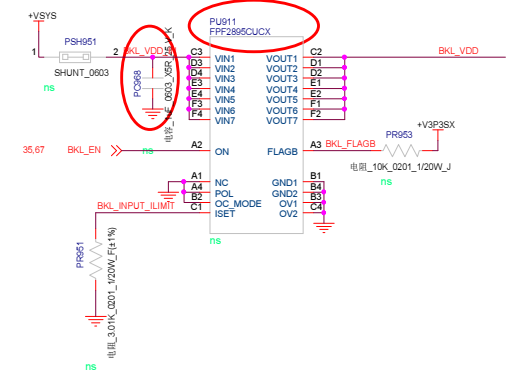 +VSYS
PU911
FPF2895CUCX
PSH951
1
2
BKL_VDD
SHUNT_0603
ns
PC968
ns
C3 VIN1
D3 VIN2
D4 VIN3
E3 VIN4
E4 VIN5
F3 VIN6
F4 VIN7
VOUT1 C2
VOUT2 D1
VOUT3 D2
VOUT4 E1
VOUT5 E2
VOUT6 F1
VOUT7 F2
BKL_VDD
+V3P3SX
35,67 BKL_EN
A2 ON
FLAGB A3
BKL_FLAGB
PR953
电阻_10K_0201_1/20W_J
ns
A1 NC
A4 POL
B2 OC_MODE
C1 ISET
GND1 B1
GND2 B4
OV1 B3
OV2 C4
BKL_INPUT_ILIMIT
ns
PR951
电阻_3.01K_0201_1/20W_F(±1%)
ns